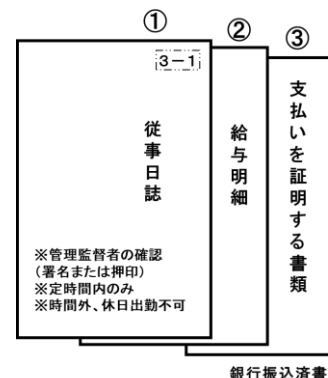 ①
②
③
3－1
従事日誌
給与明細
支払いを証明する書類
※管理監督者の確認
（署名または押印）
※定時間内のみ
※時間外、休日出勤不可
銀行振込済書